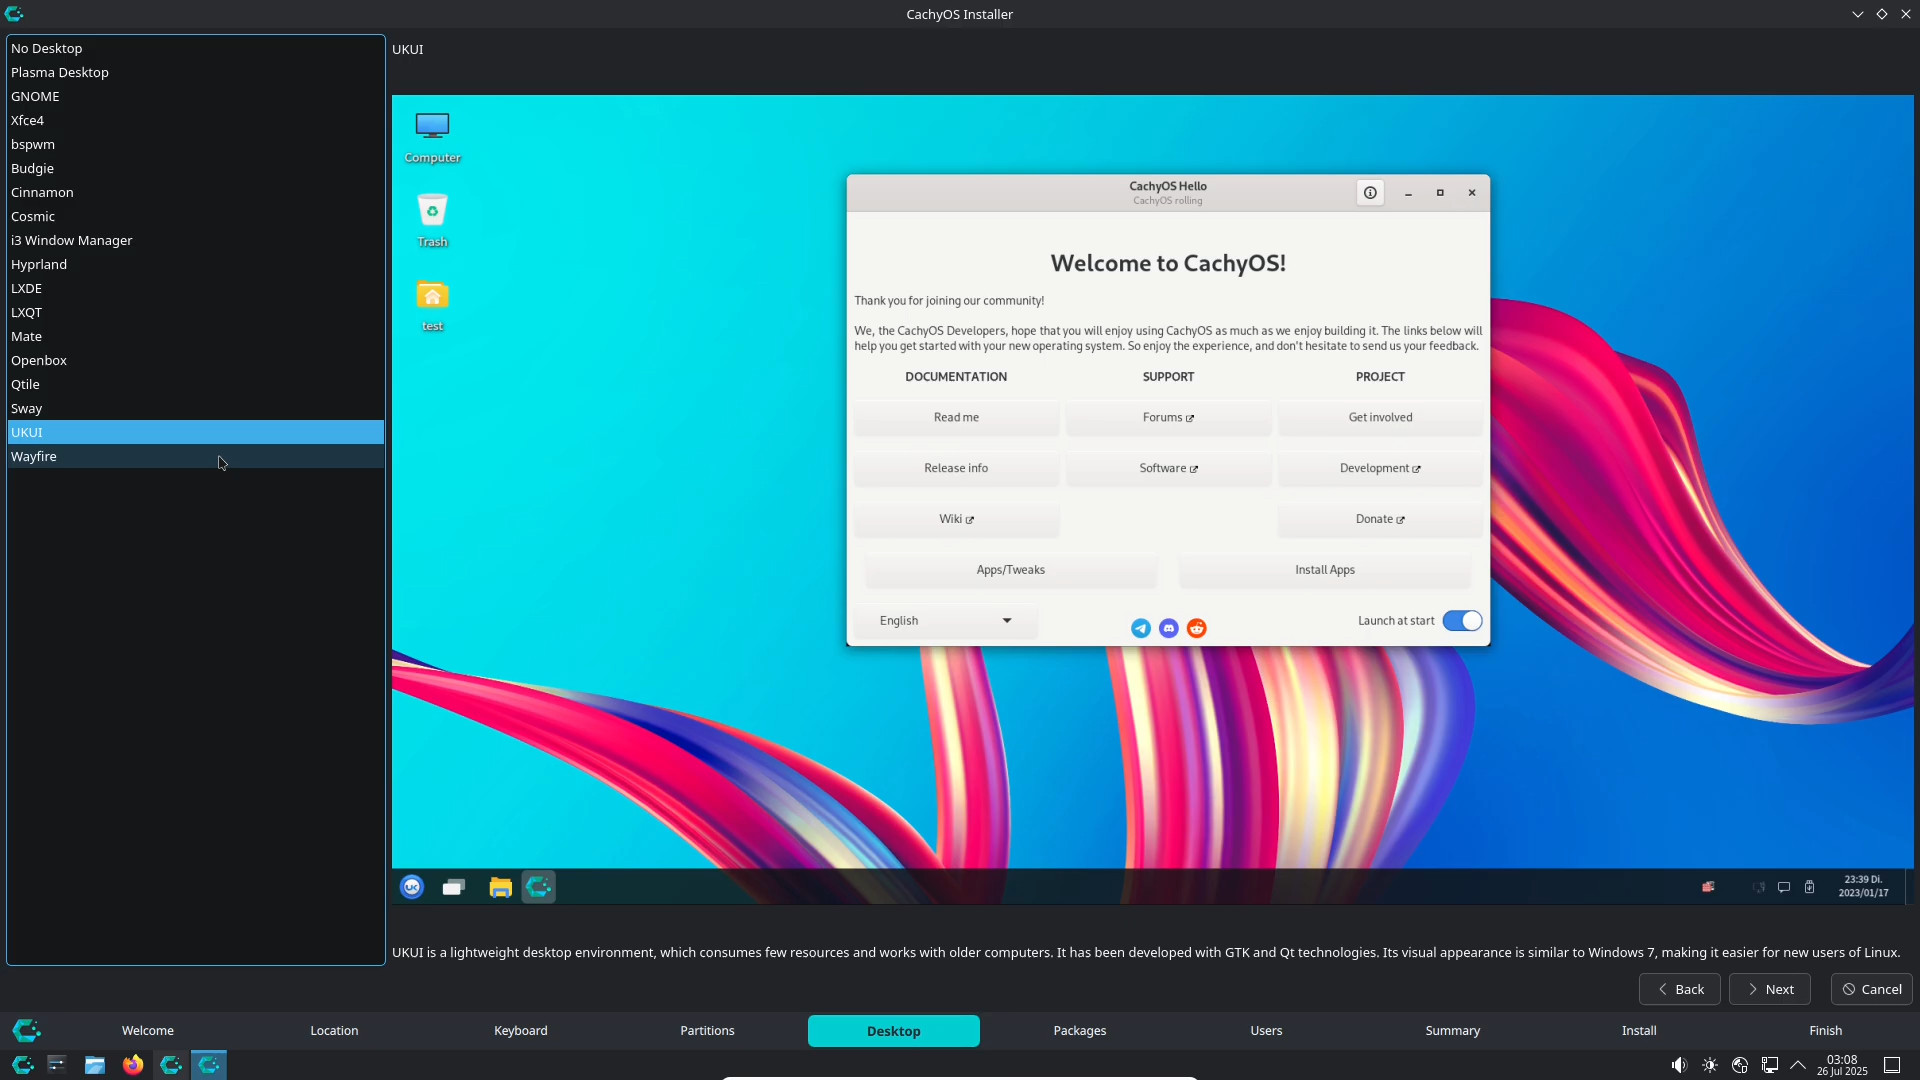 CachyOS Installer
No Desktop
Plasma Desktop
GNOME
Xfce4
bspwm
Budgie
Cinnamon
Cosmic
i3 Window Manager
Hyprland
LXDE
LXQT
Mate
Openbox
Qtile
Sway
UKUI
Wayfire
UKUI
Computer
Trash
test
CachyOS Hello
CachyOS rolling
Welcome to CachyOS!
Thank you for joining our community!
We, the CachyOS Developers, hope that you will enjoy using CachyOS as much as we enjoy building it. The links below will
help you get started with your new operating system. So enjoy the experience, and don't hesitate to send us your feedback.
DOCUMENTATION SUPPORT PROJECT
Read me Forums Get involved
Release info Software Development
Wiki Donate
Apps/Tweaks Install Apps
English Launch at start
UK
23:39 Di.
2023/01/17
UKUI is a lightweight desktop environment, which consumes few resources and works with older computers. It has been developed with GTK and Qt technologies. Its visual appearance is similar to Windows 7, making it easier for new users of Linux.
Back Next Cancel
Welcome Location Keyboard Partitions Desktop Packages Users Summary Install Finish
03:08
26 Jul 2025